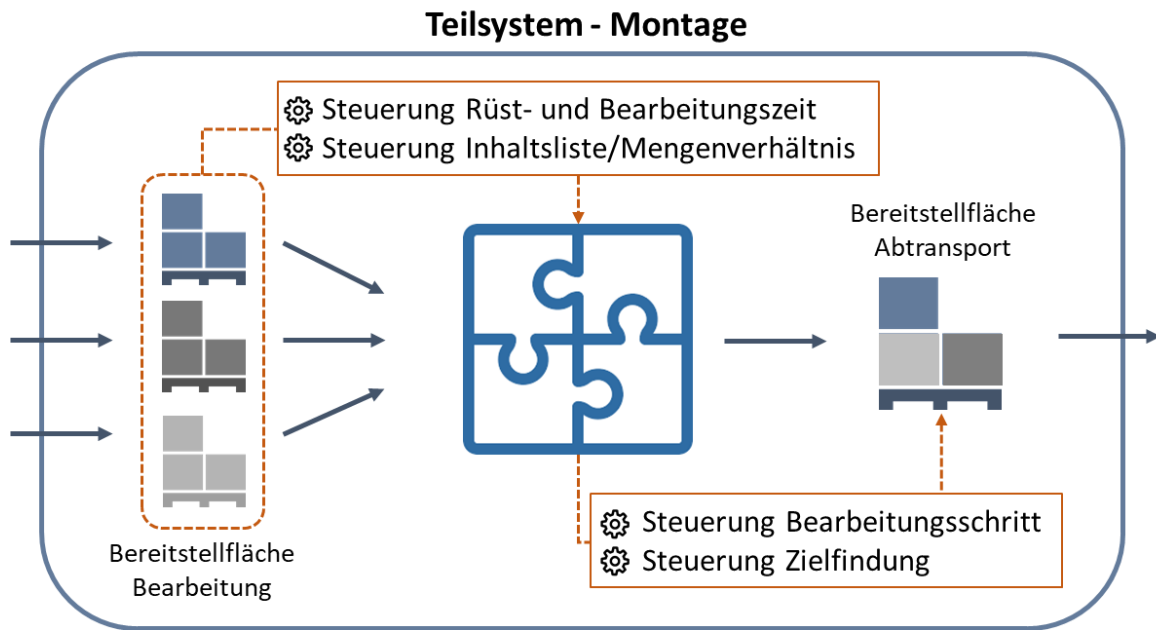 Teilsystem - Montage
Steuerung Rüst- und Bearbeitungszeit
Steuerung Inhaltsliste/Mengenverhältnis
Bereitstellfläche
Abtransport
Steuerung Bearbeitungsschritt
Steuerung Zielfindung
Bereitstellfläche
Bearbeitung